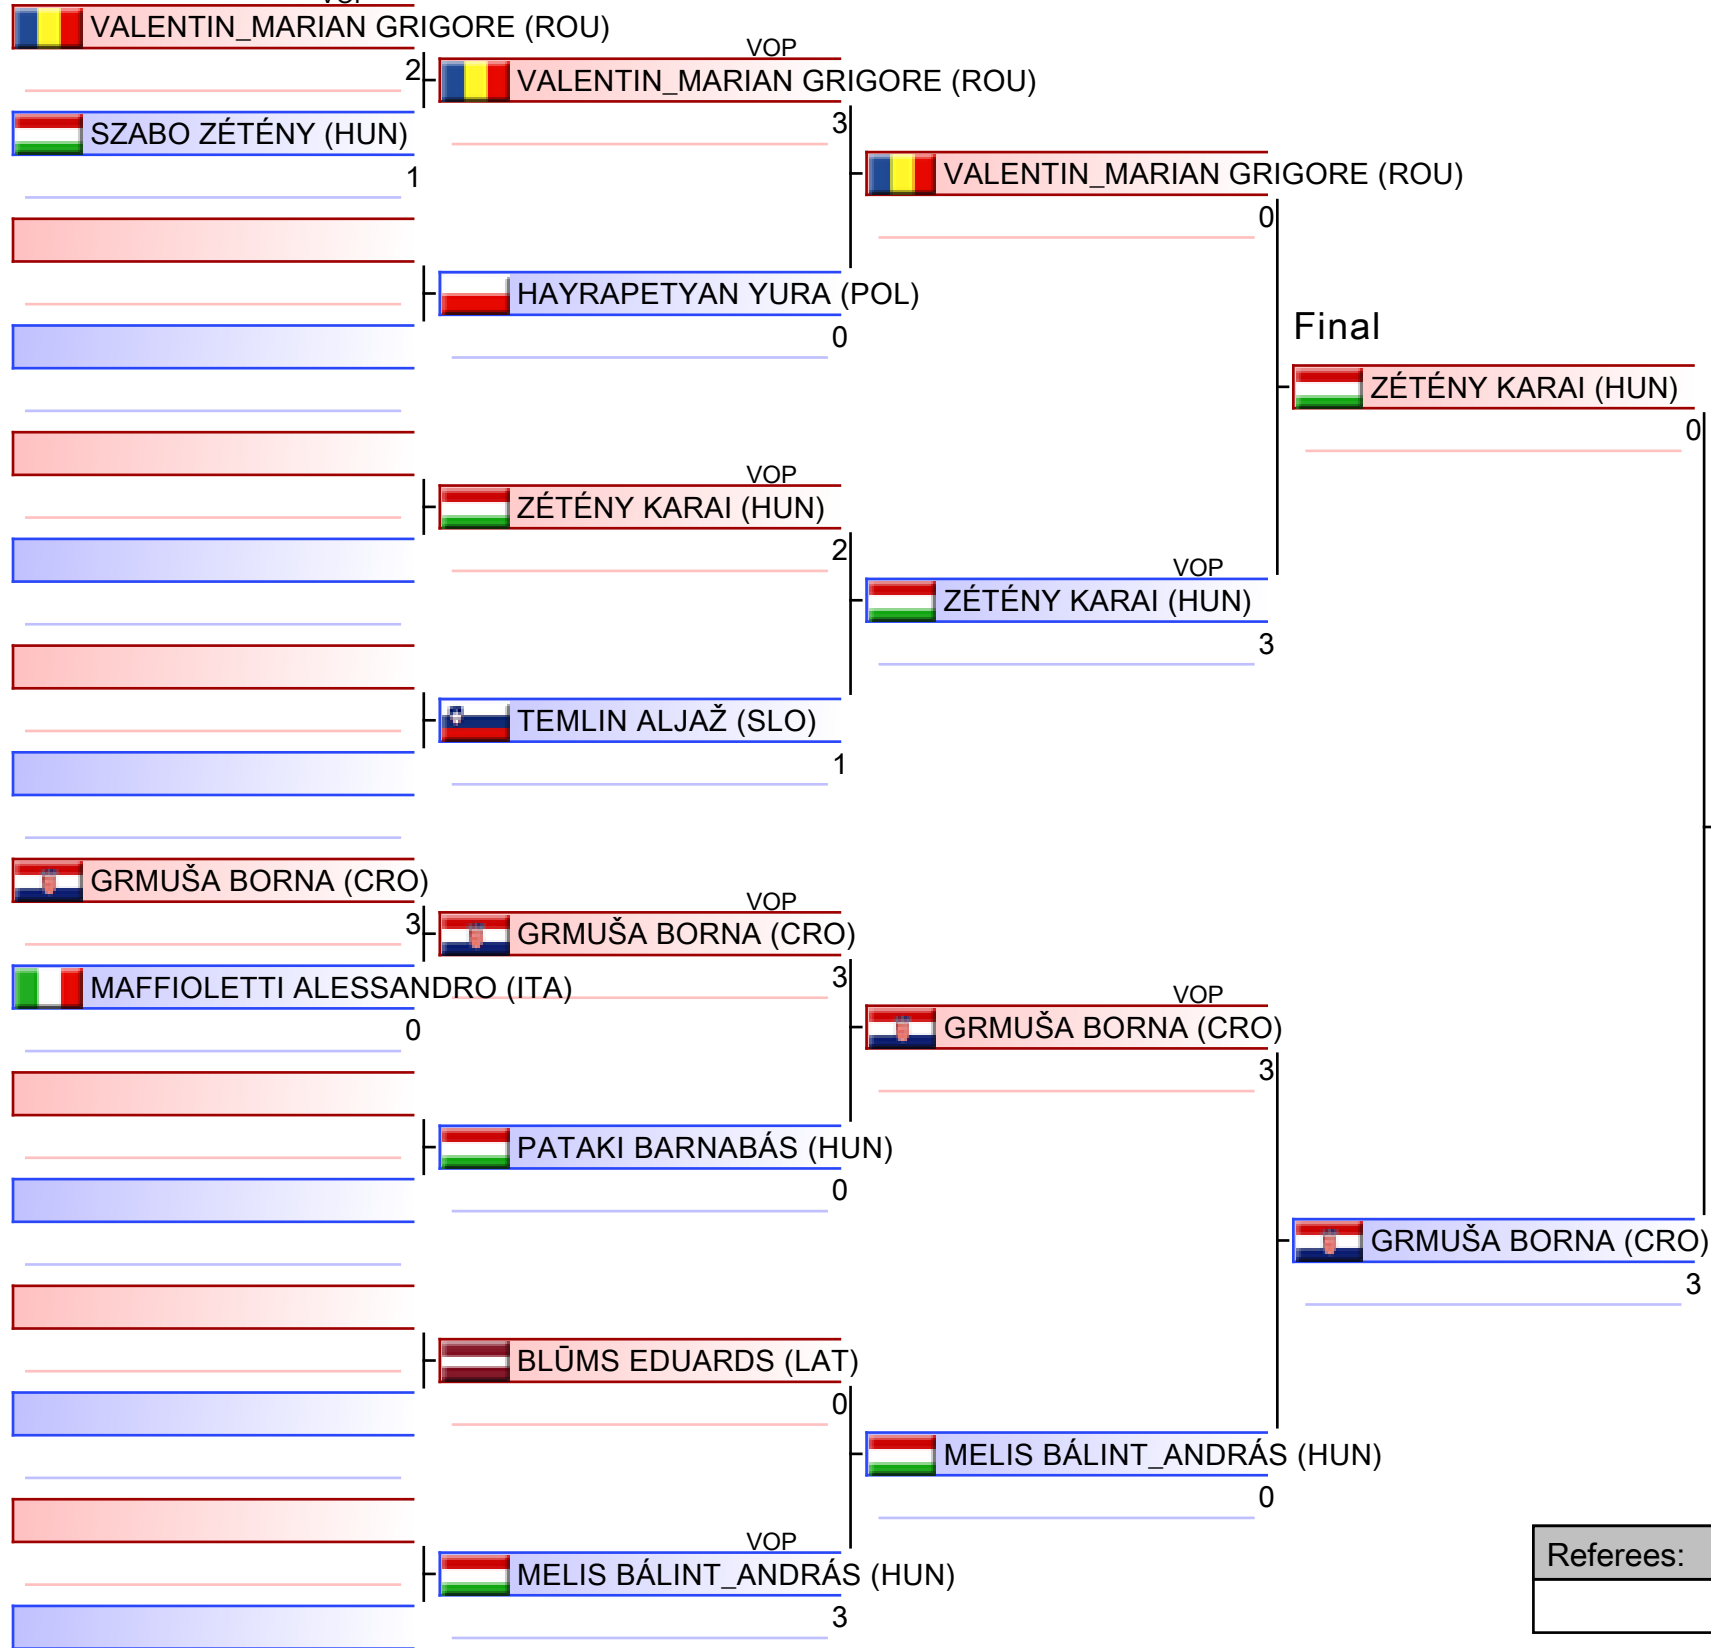 VOP
VALENTIN_MARIAN GRIGORE (ROU)
2
SZABO ZÉTÉNY (HUN)
1
VOP
VALENTIN_MARIAN GRIGORE (ROU)
3
HAYRAPETYAN YURA (POL)
0
VALENTIN_MARIAN GRIGORE (ROU)
0
Final
ZÉTÉNY KARAI (HUN)
0
VOP
ZÉTÉNY KARAI (HUN)
2
VOP
ZÉTÉNY KARAI (HUN)
3
TEMLIN ALJAŽ (SLO)
1
GRMUŠA BORNA (CRO)
3
MAFFIOLETTI ALESSANDRO (ITA)
0
VOP
GRMUŠA BORNA (CRO)
3
VOP
GRMUŠA BORNA (CRO)
3
PATAKI BARNABÁS (HUN)
0
GRMUŠA BORNA (CRO)
3
BLŪMS EDUARDS (LAT)
0
MELIS BÁLINT_ANDRÁS (HUN)
0
VOP
MELIS BÁLINT_ANDRÁS (HUN)
3
Referees: